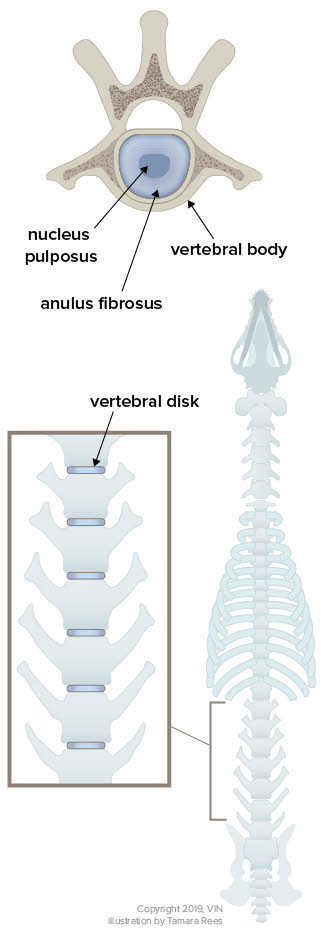 nucleus
pulposus
vertebral body
anulus fibrosus
vertebral disk
Copyright 2019, VIN
illustration by Tamara Rees